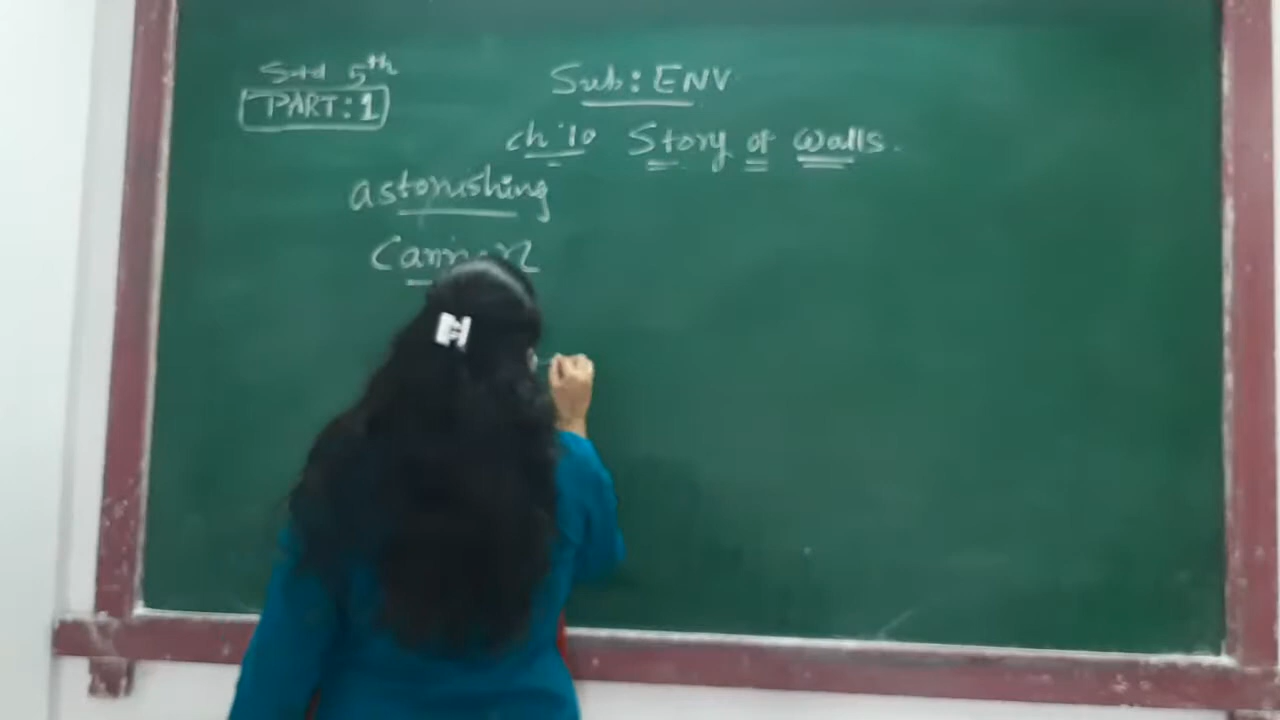 Std 5th
PART:1
Sub: ENV
ch:10 Story of walls.
astonishing